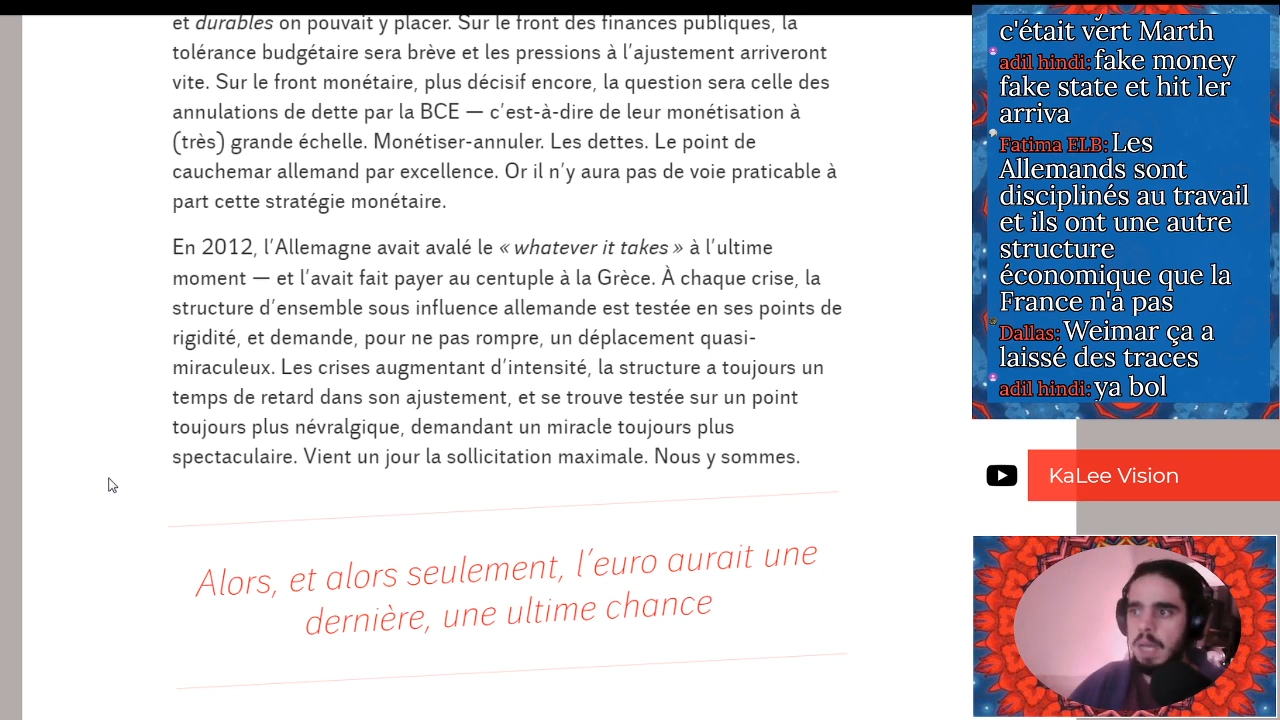 et durables on pouvait y placer. Sur le front des finances publiques, la
tolérance budgétaire sera brève et les pressions à l’ajustement arriveront
vite. Sur le front monétaire, plus décisif encore, la question sera celle des
annulations de dette par la BCE — c’est-à-dire de leur monétisation à
(très) grande échelle. Monétiser-annuler. Les dettes. Le point de
cauchemar allemand par excellence. Or il n’y aura pas de voie praticable à
part cette stratégie monétaire.
En 2012, l’Allemagne avait avalé le « whatever it takes » à l’ultime
moment — et l’avait fait payer au centuple à la Grèce. À chaque crise, la
structure d’ensemble sous influence allemande est testée en ses points de
rigidité, et demande, pour ne pas rompre, un déplacement quasi-
miraculeux. Les crises augmentant d’intensité, la structure a toujours un
temps de retard dans son ajustement, et se trouve testée sur un point
toujours plus névralgique, demandant un miracle toujours plus
spectaculaire. Vient un jour la sollicitation maximale. Nous y sommes.
Alors, et alors seulement, l’euro aurait une
dernière, une ultime chance
c'était vert Marth
adil hindi: fake money
fake state et hit ler
arriva
Fatima ELB: Les
Allemands sont
disciplinés au travail
et ils ont une autre
structure
économique que la
France n'a pas
Dallas: Weimar ça a
laissé des traces
adil hindi: ya bol
KaLee Vision